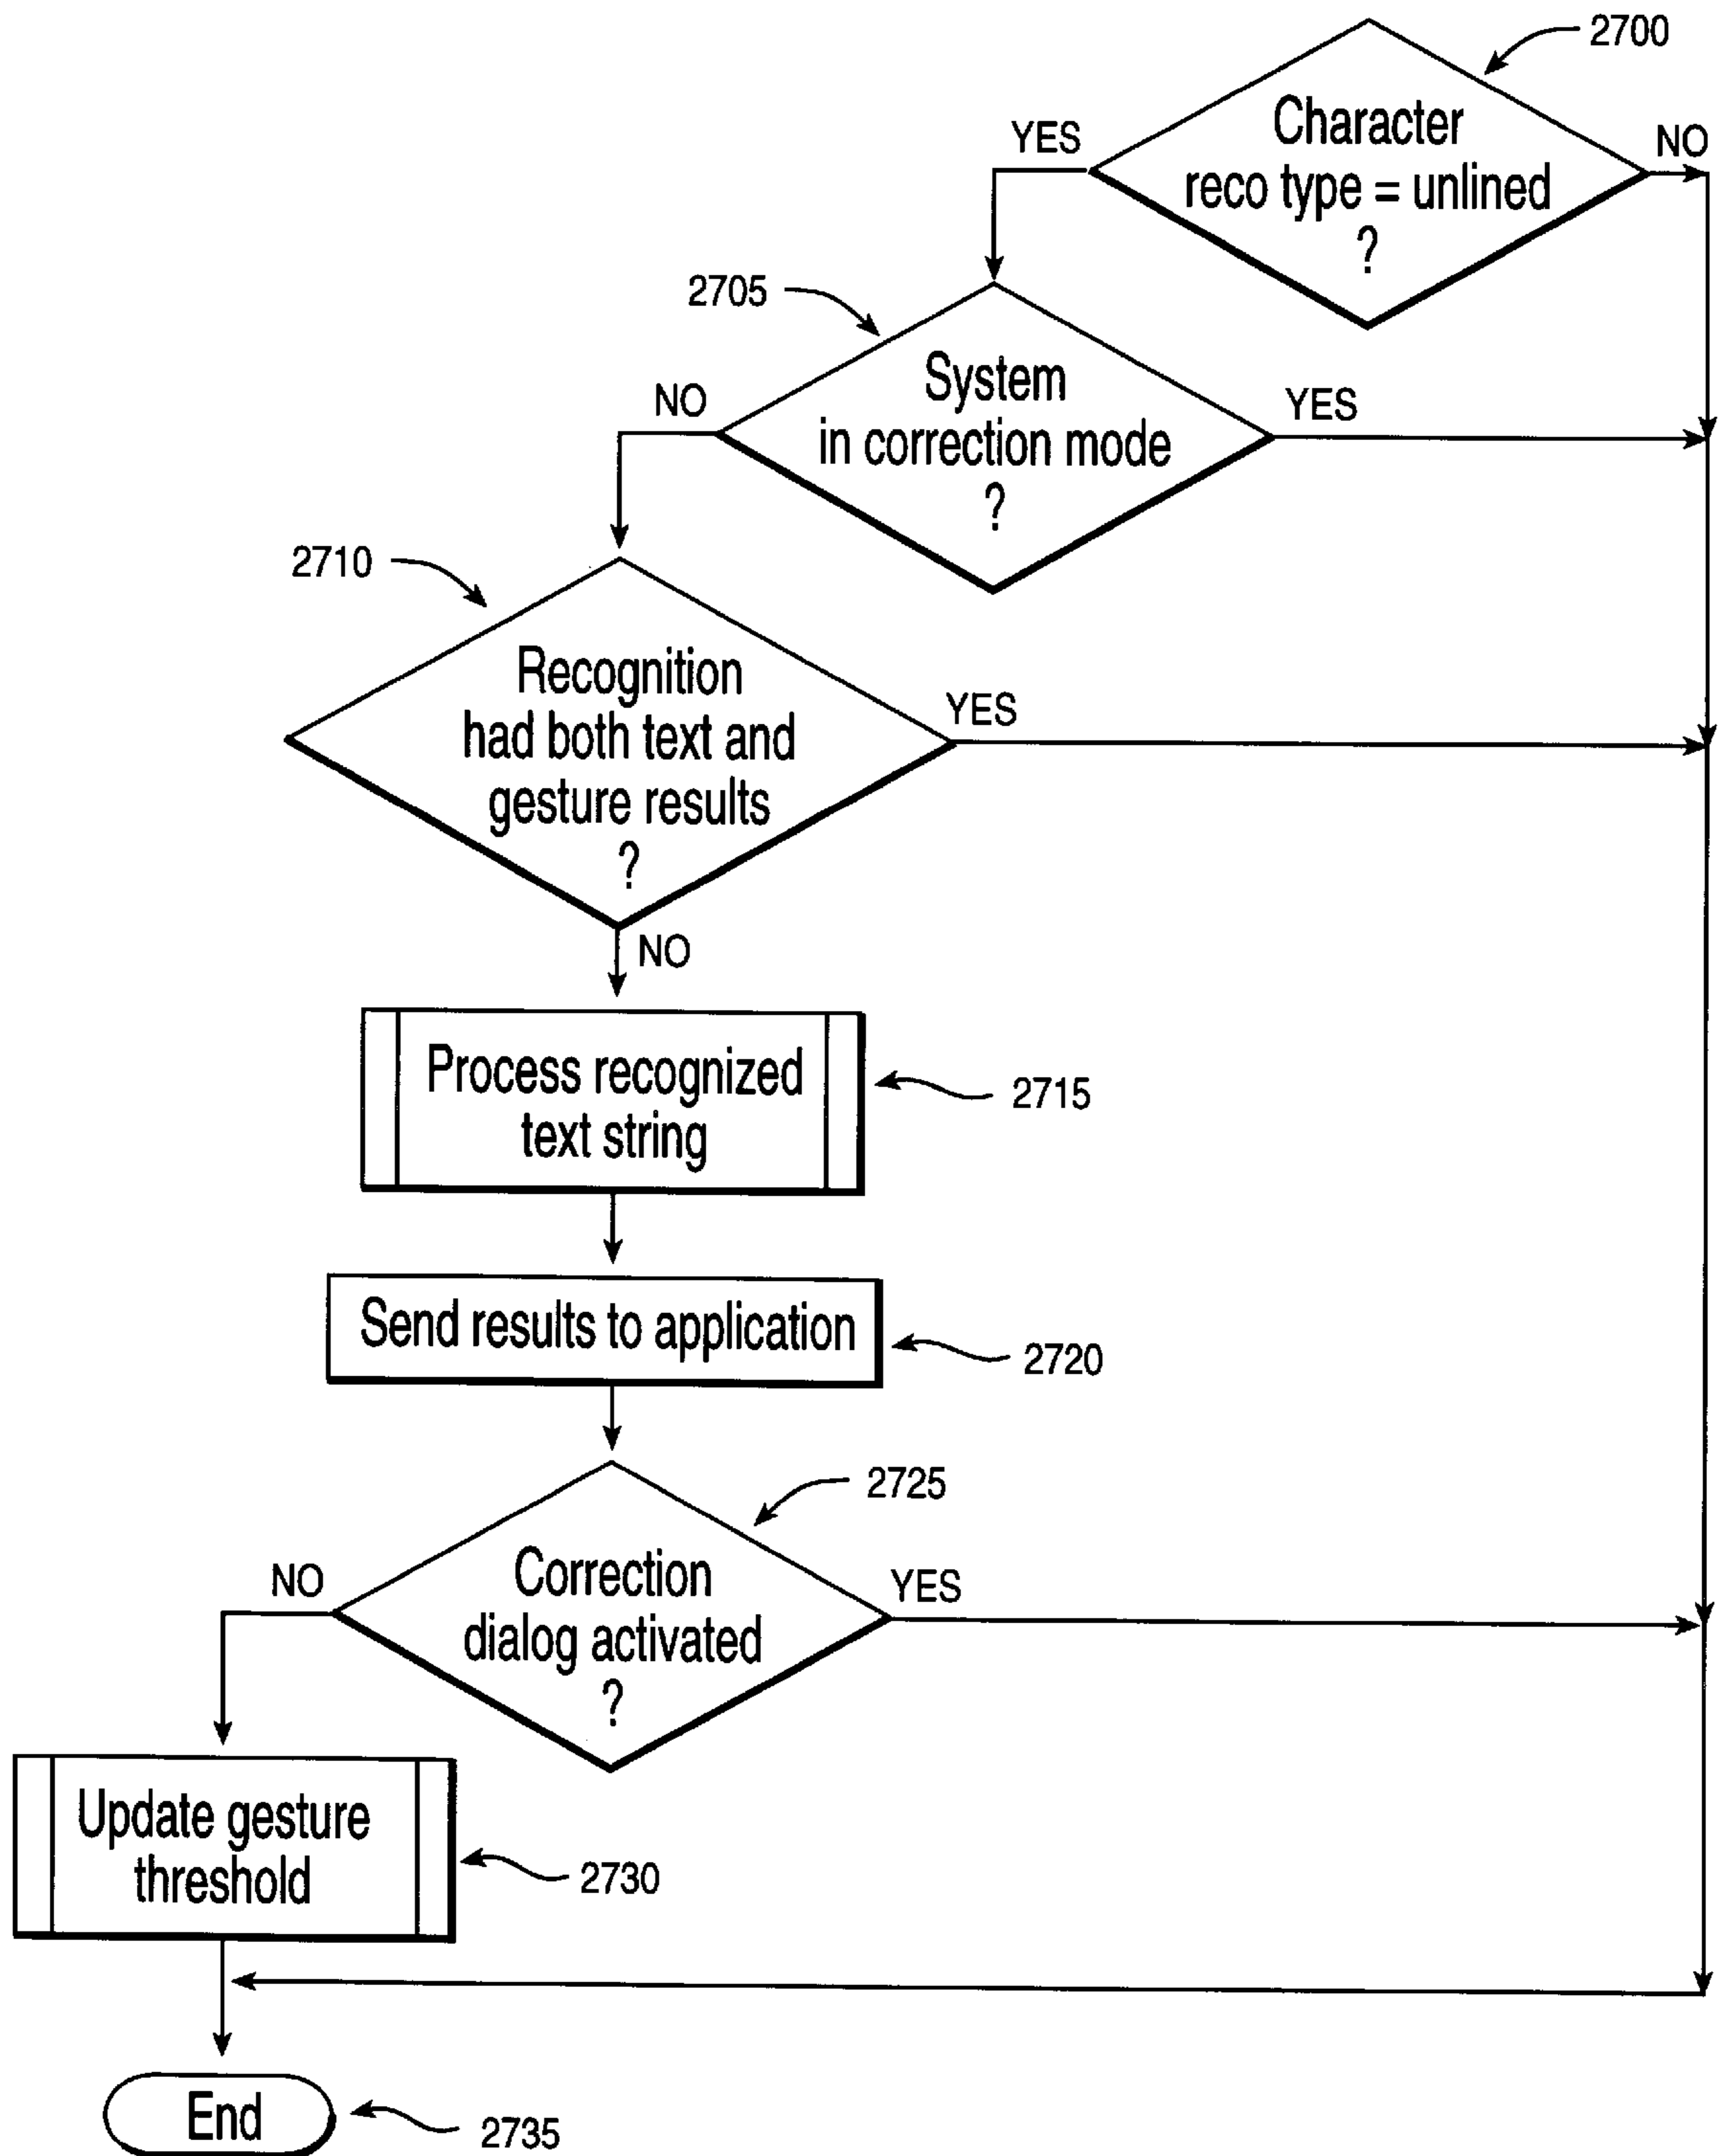 2700
Character
reco type = unlined
?
YES
NO
2705
System
in correction mode
?
NO
YES
2710
Recognition
had both text and
gesture results
?
YES
NO
Process recognized
text string
2715
Send results to application
2720
2725
Correction
dialog activated
?
NO
YES
Update gesture
threshold
2730
End
2735